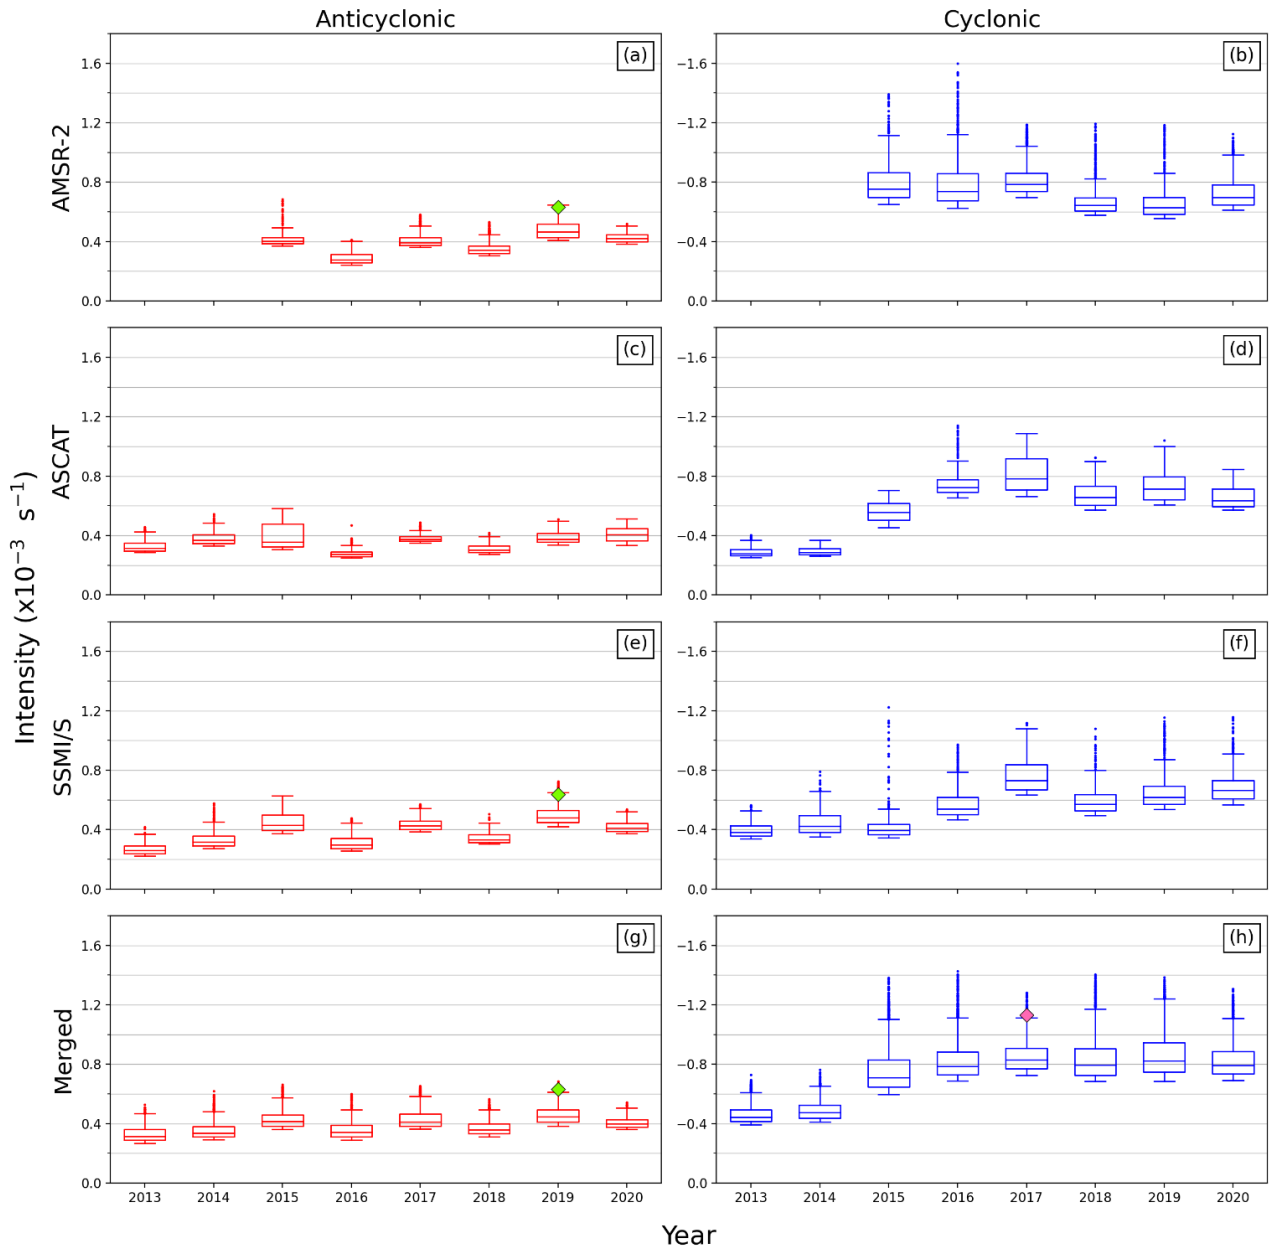 Anticyclonic
Cyclonic
Intensity (x10⁻³ s⁻¹)
AMSR-2
1.6
1.2
0.8
0.4
0.0
(a)
−1.6
−1.2
−0.8
−0.4
0.0
(b)
ASCAT
1.6
1.2
0.8
0.4
0.0
(c)
−1.6
−1.2
−0.8
−0.4
0.0
(d)
SSMI/S
1.6
1.2
0.8
0.4
0.0
(e)
−1.6
−1.2
−0.8
−0.4
0.0
(f)
Merged
1.6
1.2
0.8
0.4
0.0
(g)
−1.6
−1.2
−0.8
−0.4
0.0
(h)
2013 2014 2015 2016 2017 2018 2019 2020
2013 2014 2015 2016 2017 2018 2019 2020
Year